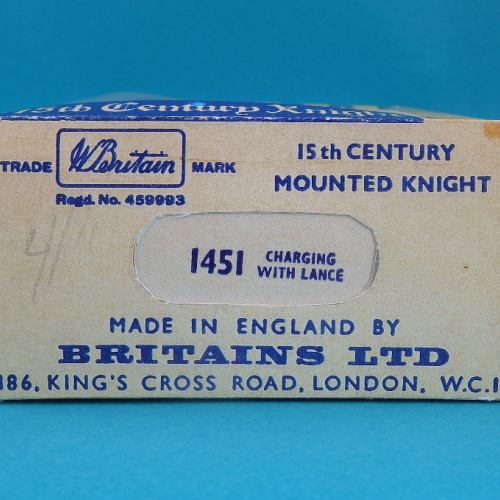 15th Century Knights
TRADE W.Britain MARK
Regd. No. 459993
15th CENTURY
MOUNTED KNIGHT
1451 CHARGING
WITH LANCE
MADE IN ENGLAND BY
BRITAINS LTD
186, KING'S CROSS ROAD, LONDON. W.C.1